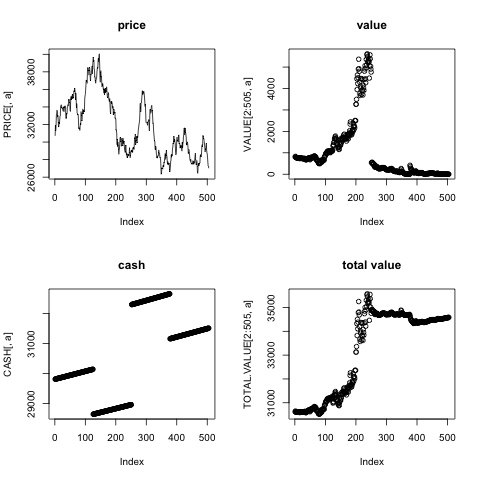 price
PRICE[, a]
38000
32000
26000
0 100 200 300 400 500
Index
value
VALUE[2:505, a]
4000
2000
0
0 100 200 300 400 500
Index
cash
CASH[, a]
31000
29000
0 100 200 300 400 500
Index
total value
TOTAL.VALUE[2:505, a]
35000
33000
31000
0 100 200 300 400 500
Index